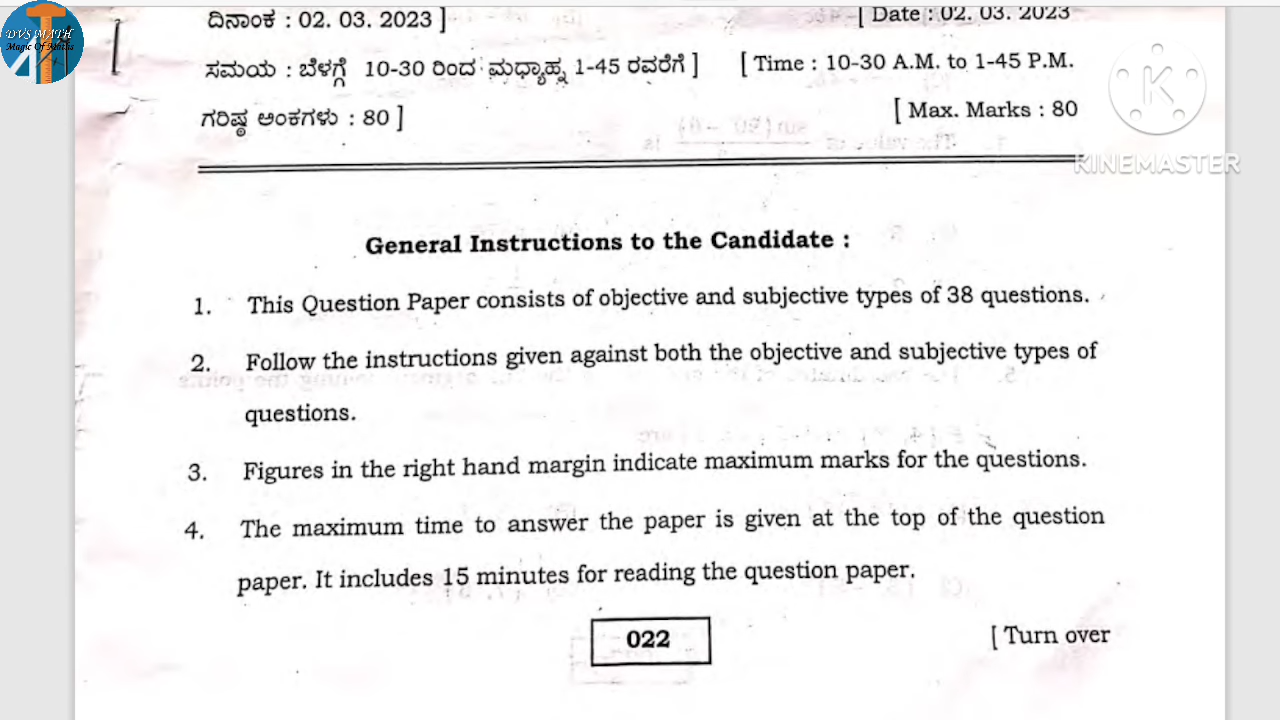 DVS MATH
Magic Of Maths
ದಿನಾಂಕ : 02. 03. 2023 ]
[ Date : 02. 03. 2023
ಸಮಯ : ಬೆಳಗ್ಗೆ 10-30 ರಿಂದ ಮಧ್ಯಾಹ್ನ 1-45 ರವರೆಗೆ ]
[ Time : 10-30 A.M. to 1-45 P.M.
ಗರಿಷ್ಠ ಅಂಕಗಳು : 80 ]
[ Max. Marks : 80
K
KINEMASTER
General Instructions to the Candidate :
1. This Question Paper consists of objective and subjective types of 38 questions.
2. Follow the instructions given against both the objective and subjective types of
questions.
3. Figures in the right hand margin indicate maximum marks for the questions.
4. The maximum time to answer the paper is given at the top of the question
paper. It includes 15 minutes for reading the question paper.
022
[ Turn over